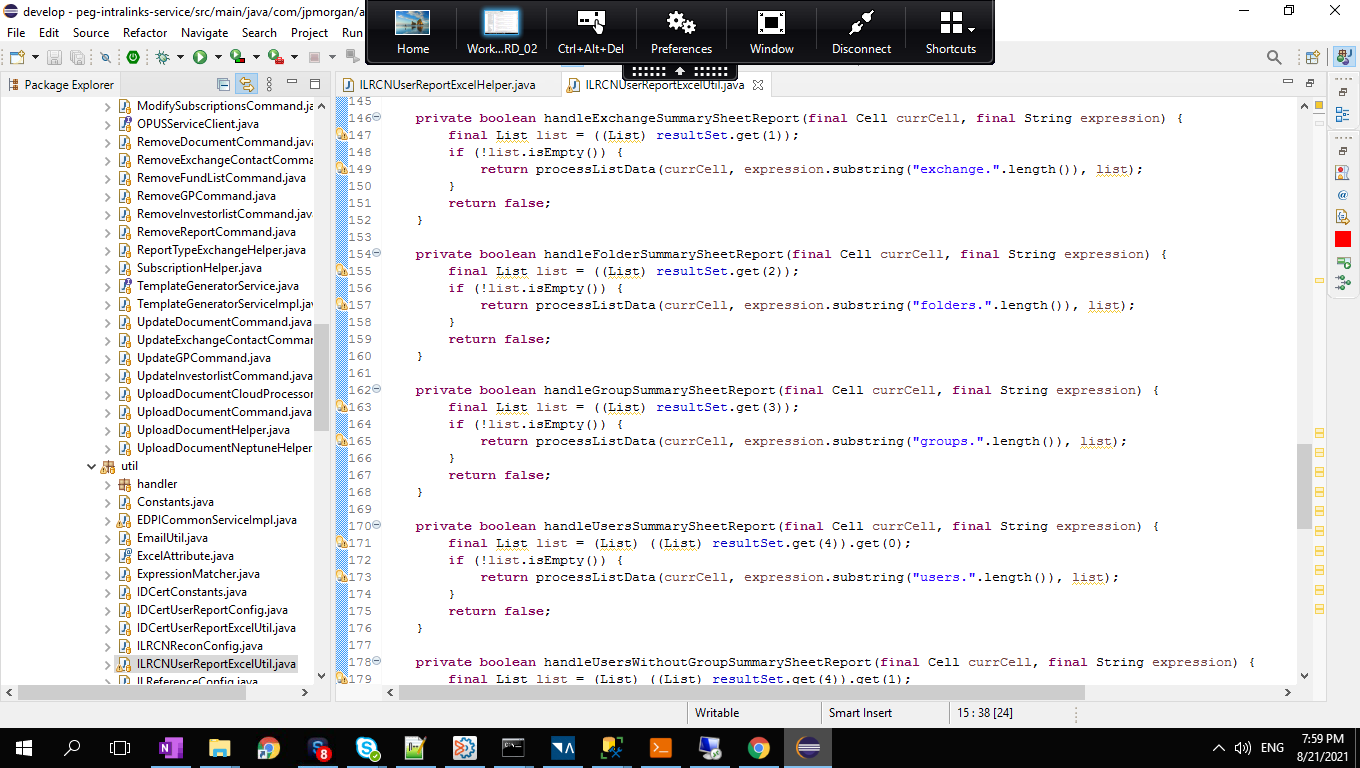 develop - peg-intralinks-service/src/main/java/com/jpmorgan/a
File Edit Source Refactor Navigate Search Project Run
Home Work...RD_02 Ctrl+Alt+Del Preferences Window Disconnect Shortcuts
Package Explorer
ILRCNUserReportExcelHelper.java ILRCNUserReportExcelUtil.java
ModifySubscriptionsCommand.ja
OPUSServiceClient.java
RemoveDocumentCommand.java
RemoveExchangeContactComma
RemoveFundListCommand.java
RemoveGPCommand.java
RemoveInvestorlistCommand.jav
RemoveReportCommand.java
ReportTypeExchangeHelper.java
SubscriptionHelper.java
TemplateGeneratorService.java
TemplateGeneratorServiceImpl.jav
UpdateDocumentCommand.java
UpdateExchangeContactCommar
UpdateGPCommand.java
UpdateInvestorlistCommand.java
UploadDocumentCloudProcessor
UploadDocumentCommand.java
UploadDocumentHelper.java
UploadDocumentNeptuneHelper
util
handler
Constants.java
EDPICommonServiceImpl.java
EmailUtil.java
ExcelAttribute.java
ExpressionMatcher.java
IDCertConstants.java
IDCertUserReportConfig.java
IDCertUserReportExcelUtil.java
ILRCNReconConfig.java
ILRCNUserReportExcelUtil.java
ILReferenceConfig.java
145
146 private boolean handleExchangeSummarySheetReport(final Cell currCell, final String expression) {
147 final List list = ((List) resultSet.get(1));
148 if (!list.isEmpty()) {
149 return processListData(currCell, expression.substring("exchange.".length()), list);
150 }
151 return false;
152 }
153
154 private boolean handleFolderSummarySheetReport(final Cell currCell, final String expression) {
155 final List list = ((List) resultSet.get(2));
156 if (!list.isEmpty()) {
157 return processListData(currCell, expression.substring("folders.".length()), list);
158 }
159 return false;
160 }
161
162 private boolean handleGroupSummarySheetReport(final Cell currCell, final String expression) {
163 final List list = ((List) resultSet.get(3));
164 if (!list.isEmpty()) {
165 return processListData(currCell, expression.substring("groups.".length()), list);
166 }
167 return false;
168 }
169
170 private boolean handleUsersSummarySheetReport(final Cell currCell, final String expression) {
171 final List list = (List) ((List) resultSet.get(4)).get(0);
172 if (!list.isEmpty()) {
173 return processListData(currCell, expression.substring("users.".length()), list);
174 }
175 return false;
176 }
177
178 private boolean handleUsersWithoutGroupSummarySheetReport(final Cell currCell, final String expression) {
179 final List list = (List) ((List) resultSet.get(4)).get(1);
Writable Smart Insert 15 : 38 [24]
8
ENG
7:59 PM
8/21/2021